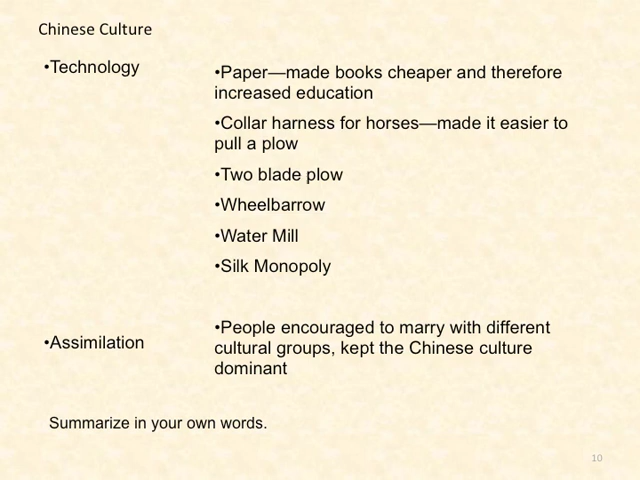 Chinese Culture
•Technology
•Paper—made books cheaper and therefore
increased education
•Collar harness for horses—made it easier to
pull a plow
•Two blade plow
•Wheelbarrow
•Water Mill
•Silk Monopoly
•Assimilation
•People encouraged to marry with different
cultural groups, kept the Chinese culture
dominant
Summarize in your own words.
10